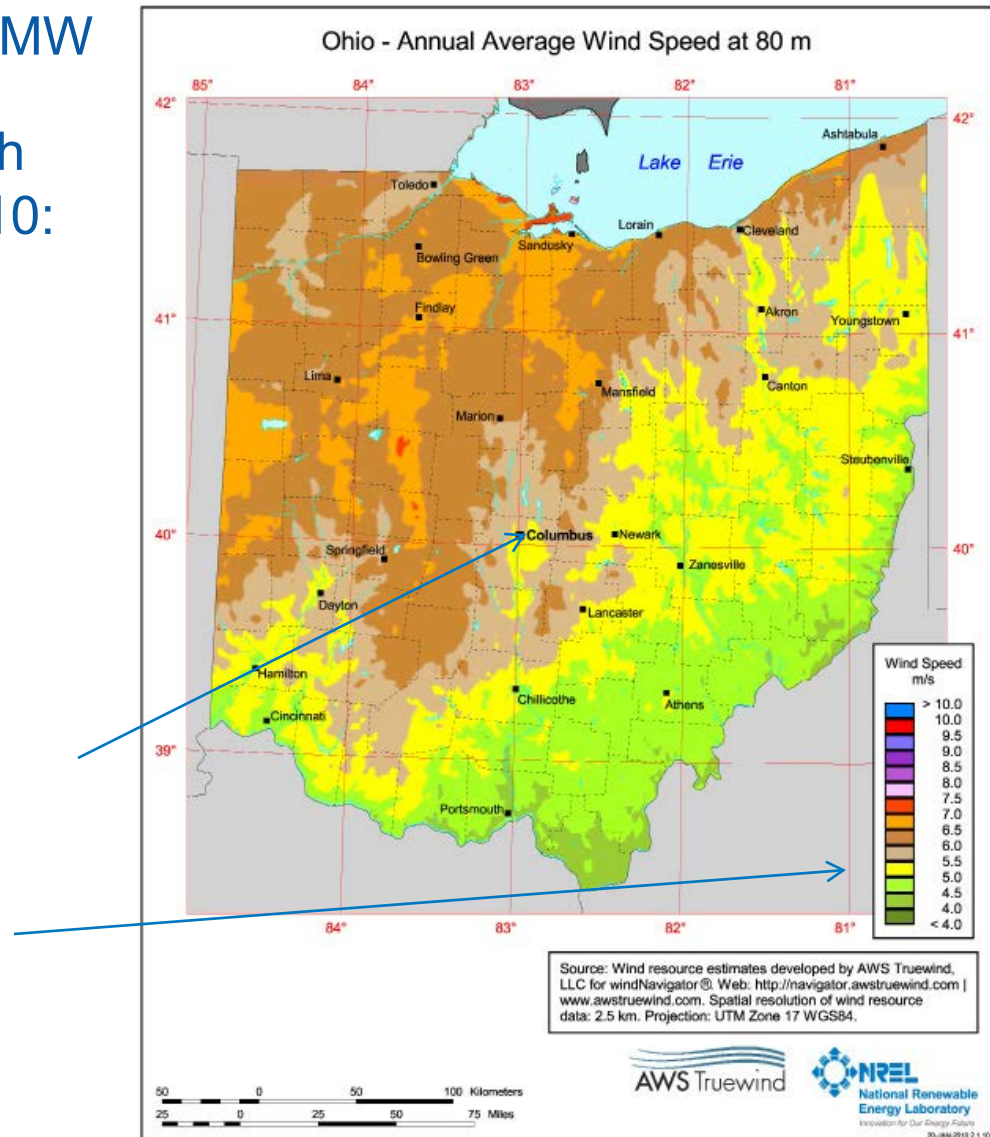 MW
h
10:
Ohio - Annual Average Wind Speed at 80 m
85° 84° 83° 82° 81°
42° 42°
Ashtabula
Lake Erie
Toledo
Lorain
Cleveland
Sandusky
Bowling Green
Findlay
Akron
Youngstown
41° 41°
Lima
Mansfield
Canton
Marion
Steubenville
40° 40°
Columbus
Newark
Springfield
Zanesville
Dayton
Lancaster
Hamilton
Chillicothe
Athens
Cincinnati
39°
Portsmouth
84° 83° 82° 81°
Wind Speed
m/s
> 10.0
10.0
9.5
9.0
8.5
8.0
7.5
7.0
6.5
6.0
5.5
5.0
4.5
4.0
< 4.0
Source: Wind resource estimates developed by AWS Truewind,
LLC for windNavigator®. Web: http://navigator.awstruewind.com |
www.awstruewind.com. Spatial resolution of wind resource
data: 2.5 km. Projection: UTM Zone 17 WGS84.
AWS Truewind
NREL
National Renewable
Energy Laboratory
Innovation for Our Energy Future
50 0 50 100 Kilometers
25 0 25 50 75 Miles